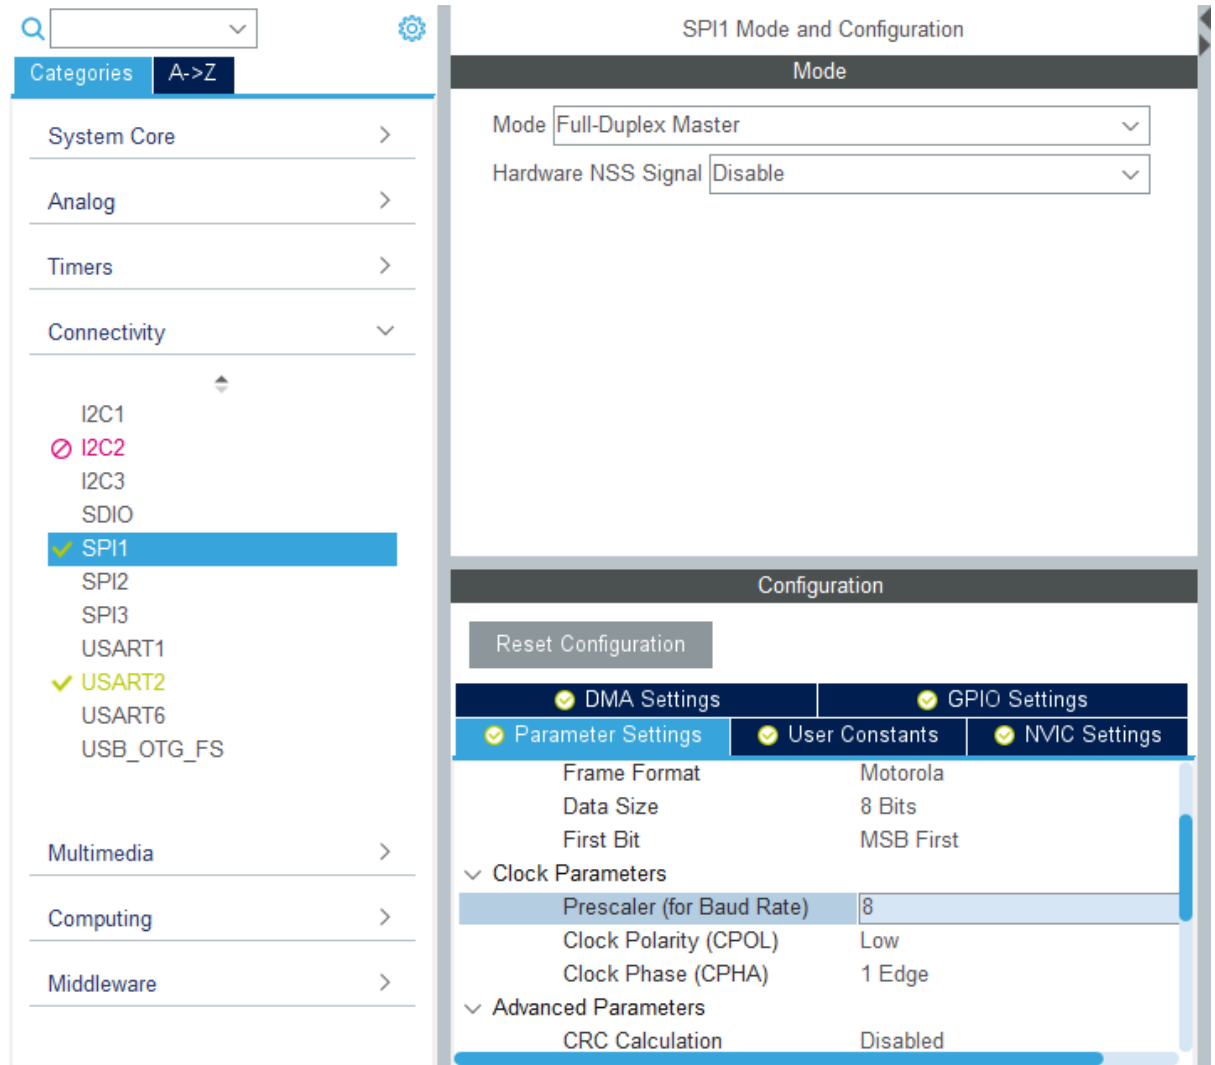 Categories
A->Z
System Core
Analog
Timers
Connectivity
I2C1
I2C2
I2C3
SDIO
SPI1
SPI2
SPI3
USART1
USART2
USART6
USB_OTG_FS
Multimedia
Computing
Middleware
SPI1 Mode and Configuration
Mode
Mode Full-Duplex Master
Hardware NSS Signal Disable
Configuration
Reset Configuration
DMA Settings GPIO Settings
Parameter Settings User Constants NVIC Settings
Frame Format Motorola
Data Size 8 Bits
First Bit MSB First
Clock Parameters
Prescaler (for Baud Rate) 8
Clock Polarity (CPOL) Low
Clock Phase (CPHA) 1 Edge
Advanced Parameters
CRC Calculation Disabled